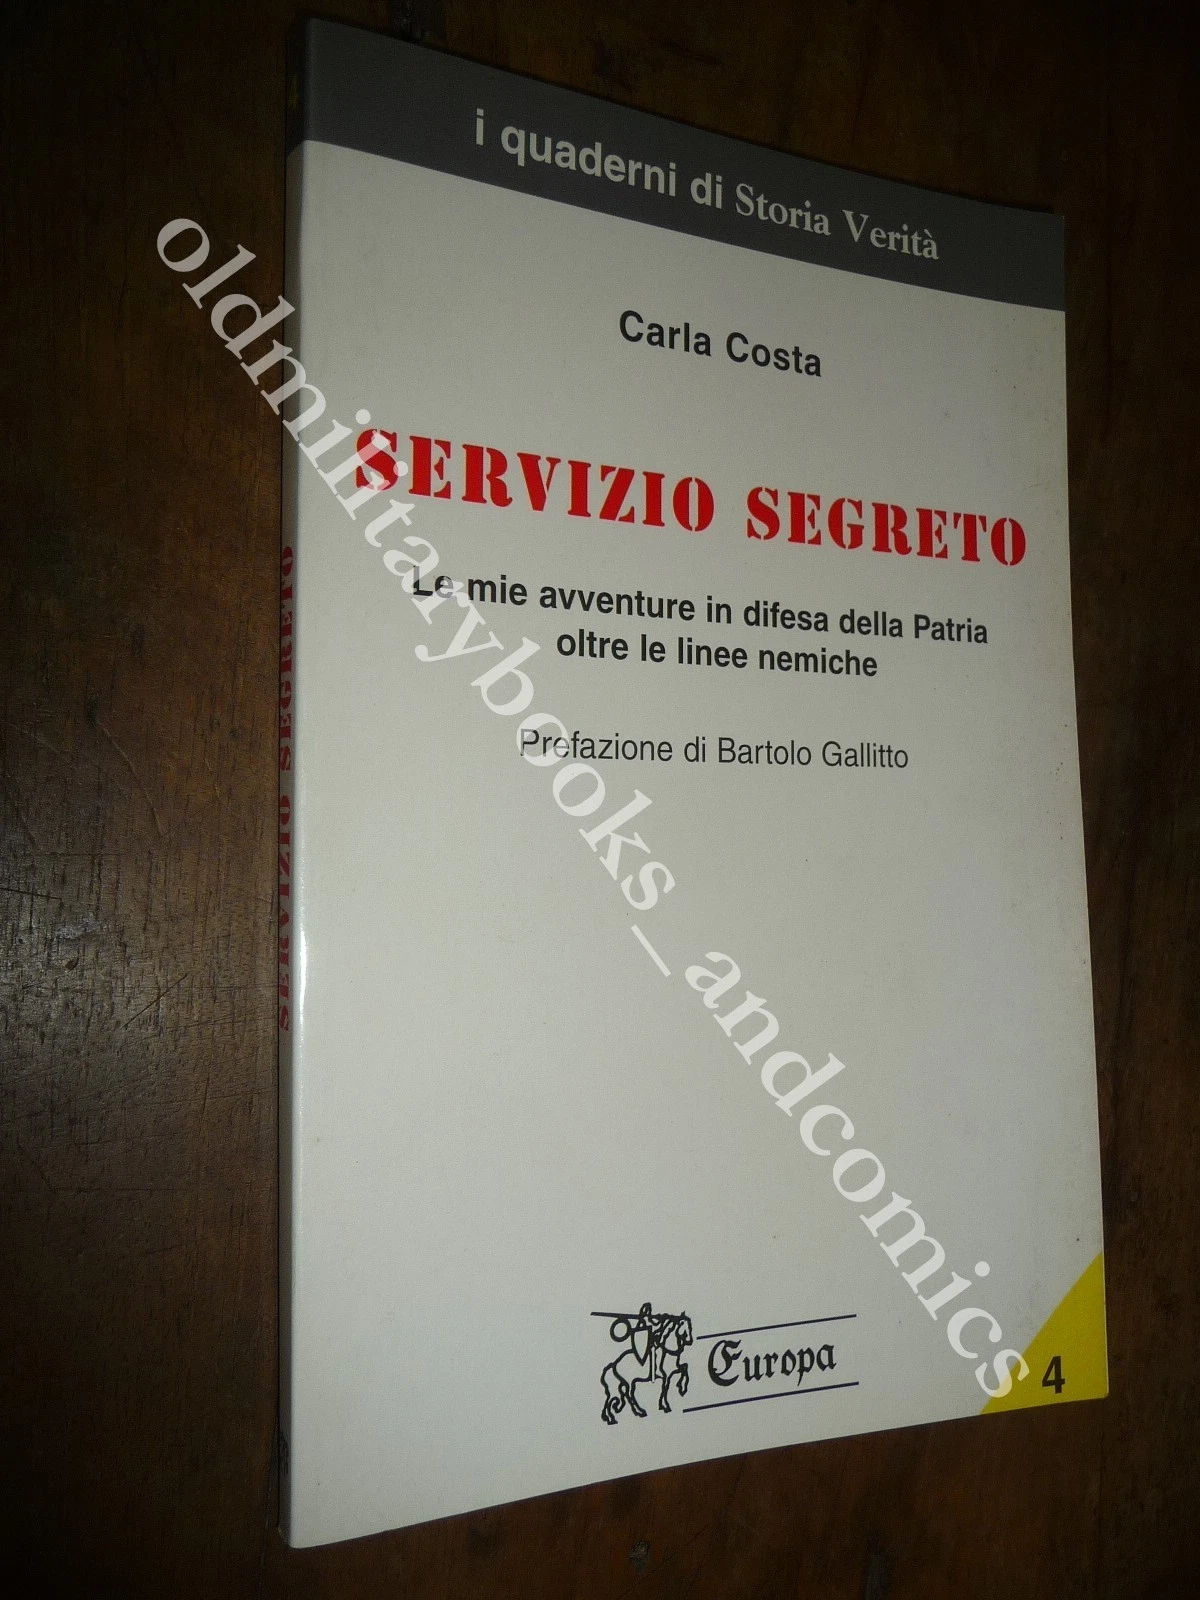 i quaderni di Storia Verità
Carla Costa
SERVIZIO SEGRETO
Le mie avventure in difesa della Patria
oltre le linee nemiche
Prefazione di Bartolo Gallitto
Europa
4
SERVIZIO SEGRETO
4
oldmilitarybooks_andcomics